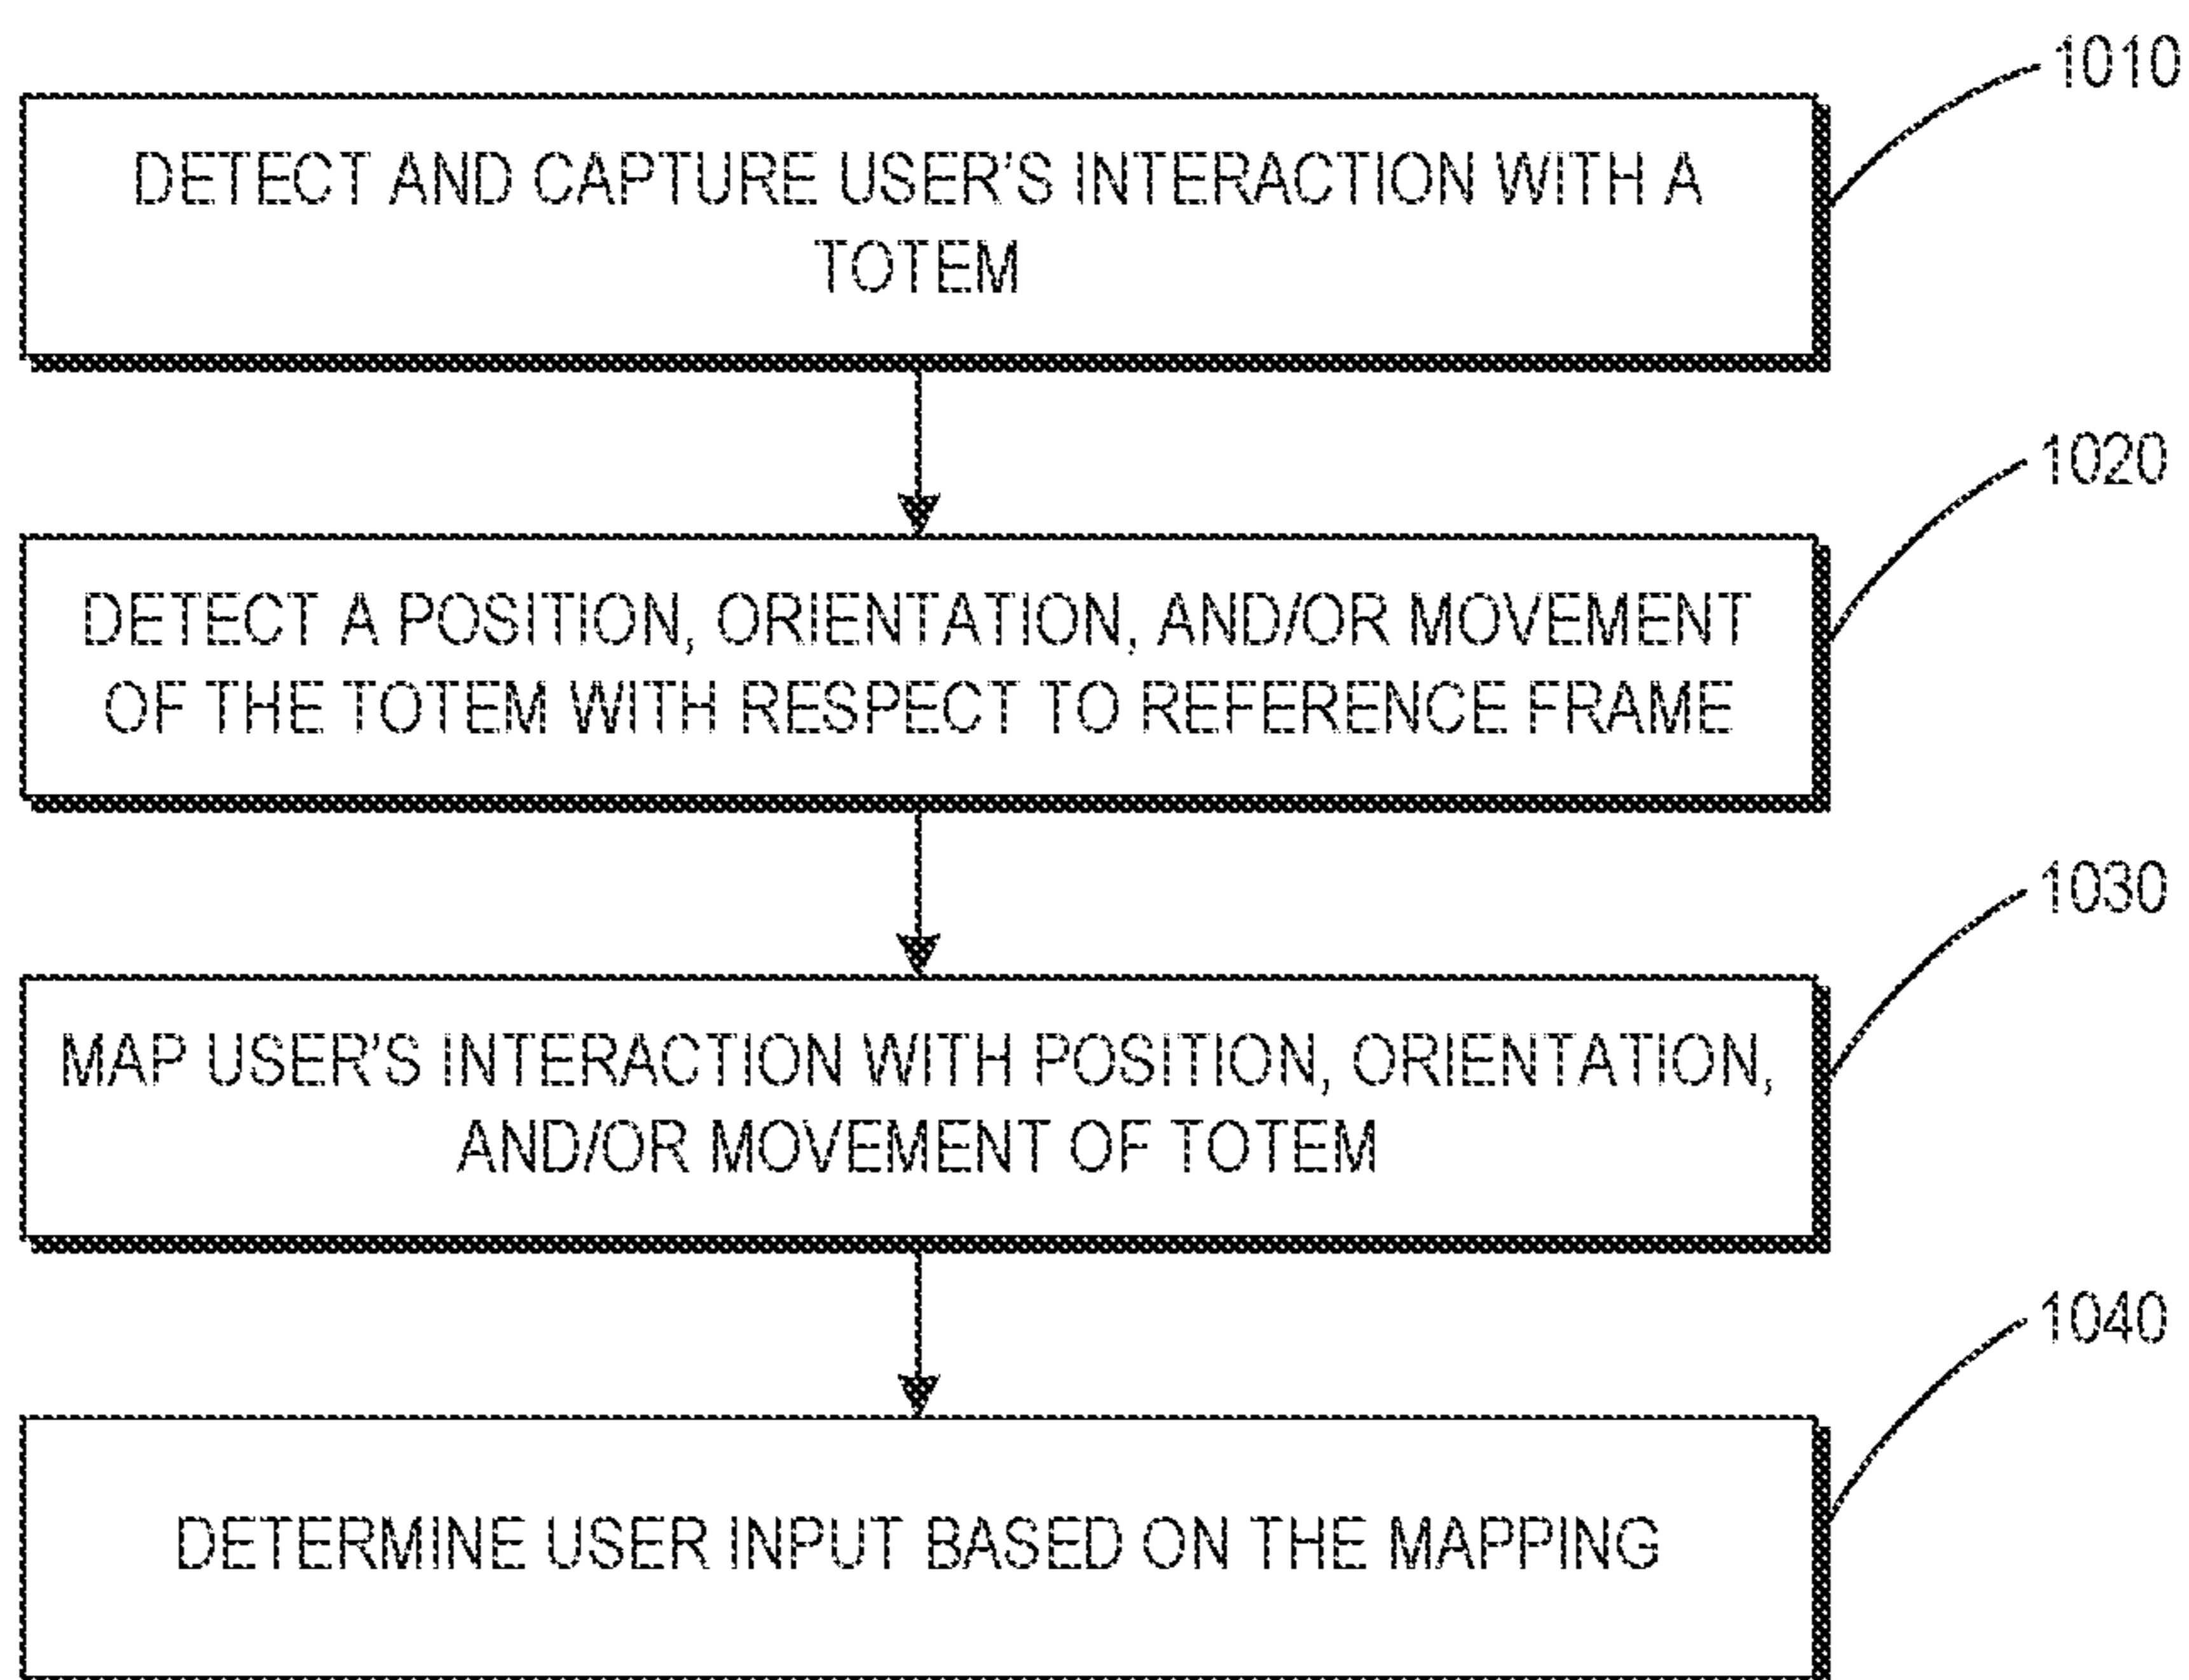 1010
DETECT AND CAPTURE USER'S INTERACTION WITH A
TOTEM
1020
DETECT A POSITION, ORIENTATION, AND/OR MOVEMENT
OF THE TOTEM WITH RESPECT TO REFERENCE FRAME
1030
MAP USER'S INTERACTION WITH POSITION, ORIENTATION,
AND/OR MOVEMENT OF TOTEM
1040
DETERMINE USER INPUT BASED ON THE MAPPING